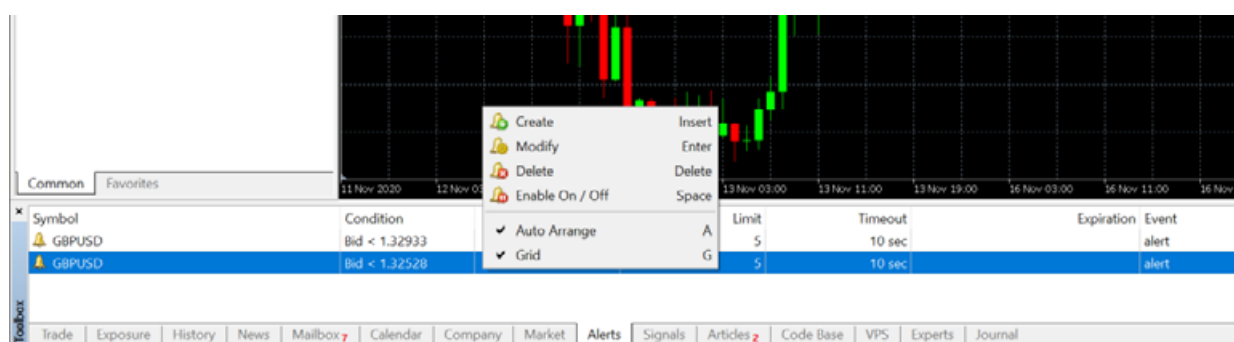 Create Insert
Modify Enter
Delete Delete
Enable On / Off Space
Auto Arrange A
Grid G
Common Favorites
11 Nov 2020 12 Nov 03 13 Nov 03:00 13 Nov 11:00 13 Nov 19:00 16 Nov 03:00 16 Nov 11:00 16 Nov
Symbol Condition Limit Timeout Expiration Event
GBPUSD Bid < 1.32933 5 10 sec alert
GBPUSD Bid < 1.32528 5 10 sec alert
Toolbox
Trade Exposure History News Mailbox 7 Calendar Company Market Alerts Signals Articles 2 Code Base VPS Experts Journal